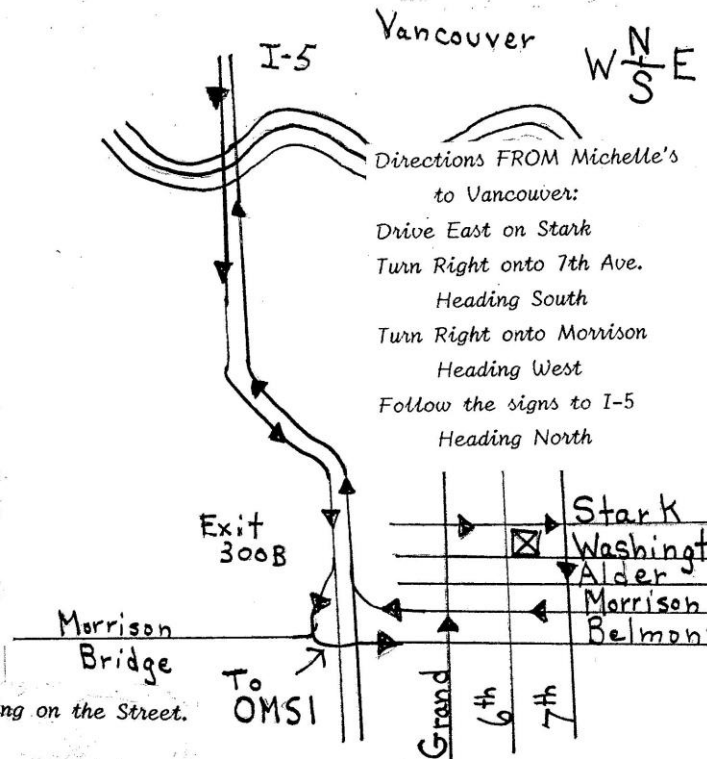 Vancouver
I-5
N
W E
S
Directions FROM Michelle's
to Vancouver:
Drive East on Stark
Turn Right onto 7th Ave.
Heading South
Turn Right onto Morrison
Heading West
Follow the signs to I-5
Heading North
Exit
300B
Stark
Washingt
Alder
Morrison
Belmon
Morrison
Bridge
To
OMSI
ng on the Street.
Grand
6th
7th